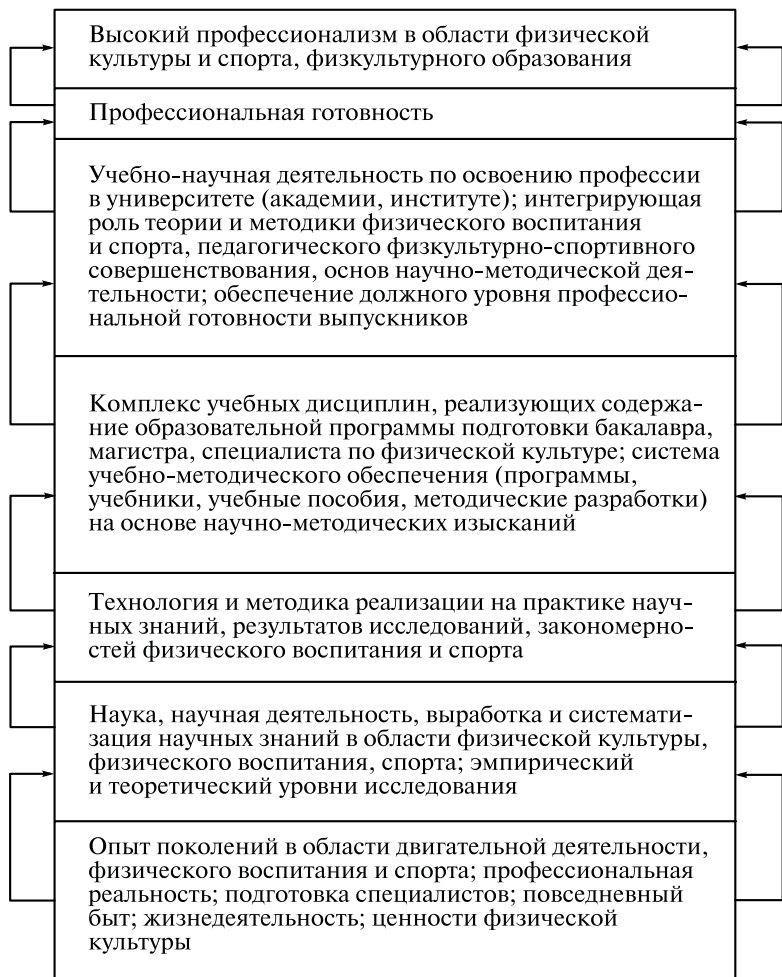 Высокий профессионализм в области физической
культуры и спорта, физкультурного образования
Профессиональная готовность
Учебно-научная деятельность по освоению профессии
в университете (академии, институте); интегрирующая
роль теории и методики физического воспитания
и спорта, педагогического физкультурно-спортивного
совершенствования, основ научно-методической дея-
тельности; обеспечение должного уровня профессио-
нальной готовности выпускников
Комплекс учебных дисциплин, реализующих содержа-
ние образовательной программы подготовки бакалавра,
магистра, специалиста по физической культуре; система
учебно-методического обеспечения (программы,
учебники, учебные пособия, методические разработки)
на основе научно-методических изысканий
Технология и методика реализации на практике науч-
ных знаний, результатов исследований, закономерно-
стей физического воспитания и спорта
Наука, научная деятельность, выработка и системати-
зация научных знаний в области физической культуры,
физического воспитания, спорта; эмпирический
и теоретический уровни исследования
Опыт поколений в области двигательной деятельности,
физического воспитания и спорта; профессиональная
реальность; подготовка специалистов; повседневный
быт; жизнедеятельность; ценности физической
культуры